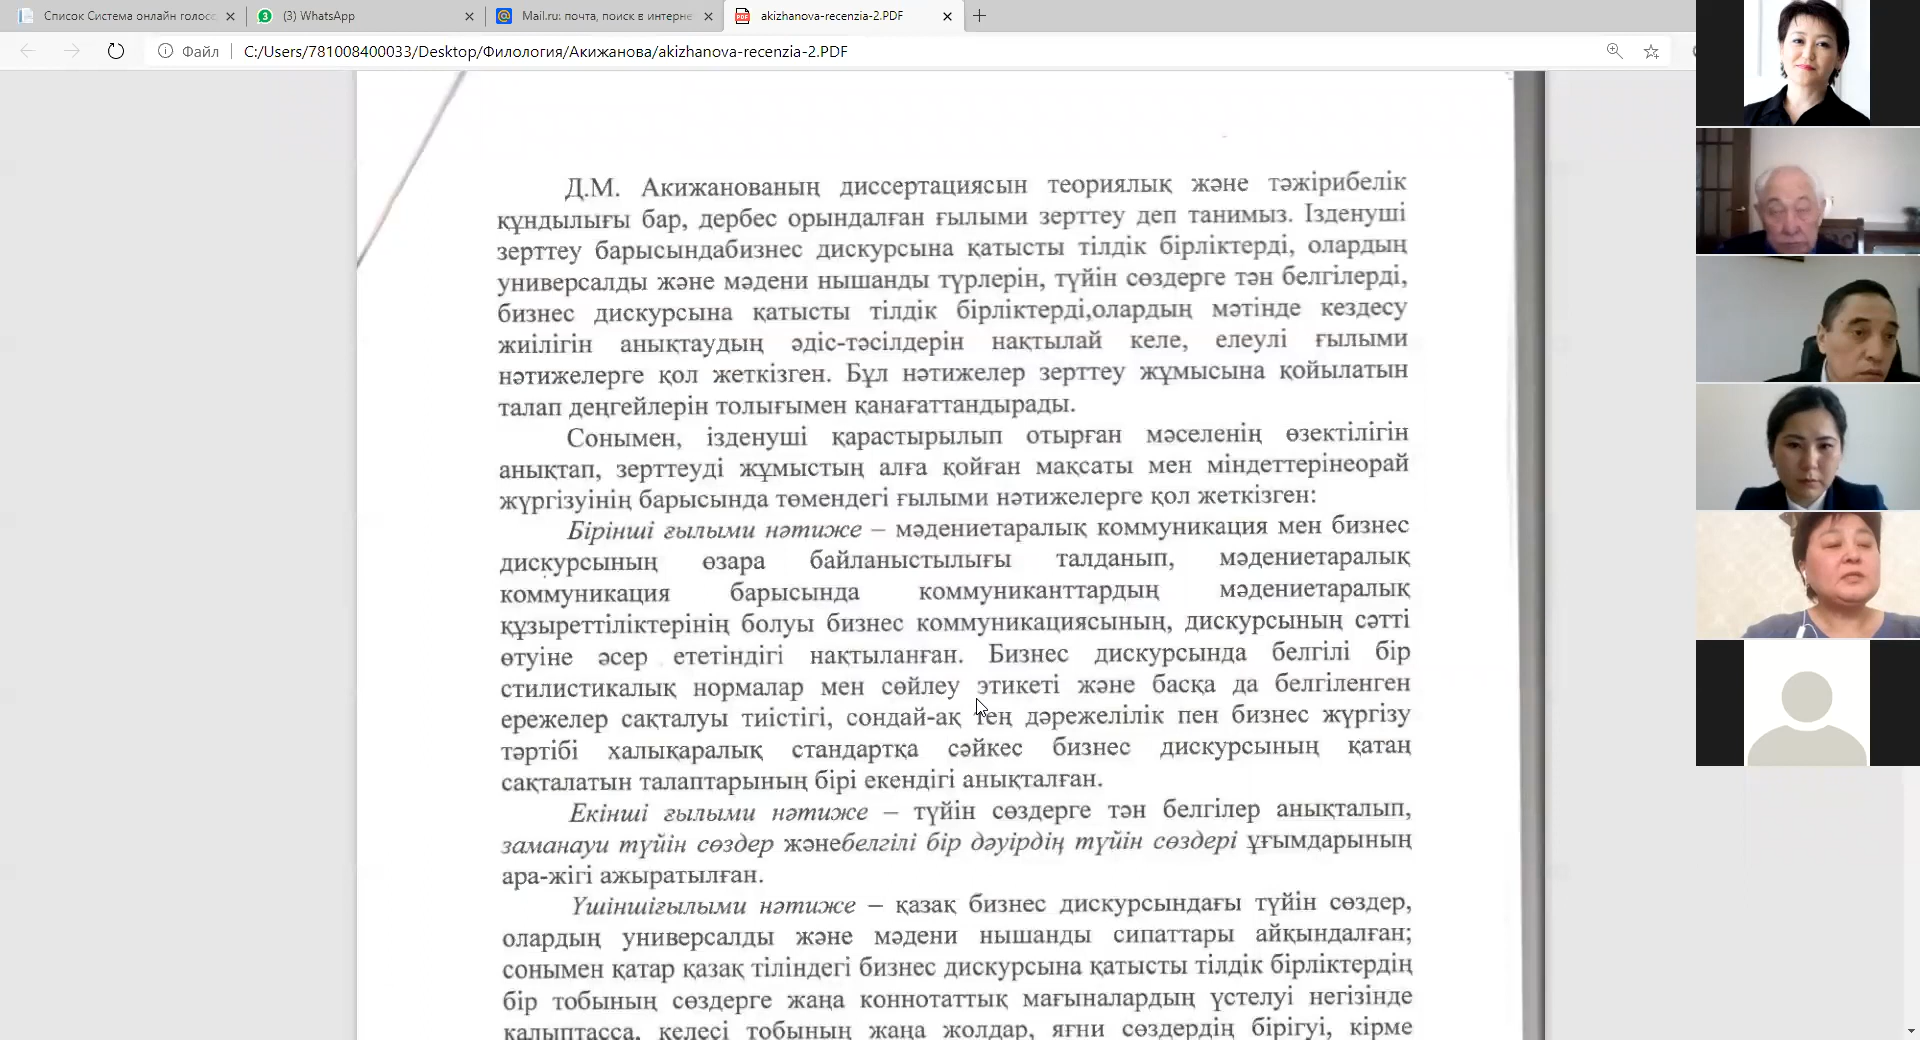 Список Система онлайн голосо
(3) WhatsApp
Mail.ru: почта, поиск в интерне
akizhanova-recenzia-2.PDF
Файл
C:/Users/781008400033/Desktop/Филология/Акижанова/akizhanova-recenzia-2.PDF
Д.М. Акижанованың диссертациясын теориялық және тәжірибелік
құндылығы бар, дербес орындалған ғылыми зерттеу деп танимыз. Ізденуші
зерттеу барысындабизнес дискурсына қатысты тілдік бірліктерді, олардың
универсалды және мәдени нышанды түрлерін, түйін сөздерге тән белгілерді,
бизнес дискурсына қатысты тілдік бірліктерді,олардың мәтінде кездесу
жиілігін анықтаудың әдіс-тәсілдерін нақтылай келе, елеулі ғылыми
нәтижелерге қол жеткізген. Бұл нәтижелер зерттеу жұмысына қойылатын
талап деңгейлерін толығымен қанағаттандырады.
Сонымен, ізденуші қарастырылып отырған мәселенің өзектілігін
анықтап, зерттеуді жұмыстың алға қойған мақсаты мен міндеттерінеорай
жүргізуінің барысында төмендегі ғылыми нәтижелерге қол жеткізген:
Бірінші ғылыми нәтиже – мәдениетаралық коммуникация мен бизнес
дискурсының өзара байланыстылығы талданып, мәдениетаралық
коммуникация барысында коммуниканттардың мәдениетаралық
құзыреттіліктерінің болуы бизнес коммуникациясының, дискурсының сәтті
өтуіне әсер ететіндігі нақтыланған. Бизнес дискурсында белгілі бір
стилистикалық нормалар мен сөйлеу этикеті және басқа да белгіленген
ережелер сақталуы тиістігі, сондай-ақ тең дәрежелілік пен бизнес жүргізу
тәртібі халықаралық стандартқа сәйкес бизнес дискурсының қатаң
сақталатын талаптарының бірі екендігі анықталған.
Екінші ғылыми нәтиже – түйін сөздерге тән белгілер анықталып,
заманауи түйін сөздер жәнебелгілі бір дәуірдің түйін сөздері ұғымдарының
ара-жігі ажыратылған.
Үшіншіғылыми нәтиже – қазақ бизнес дискурсындағы түйін сөздер,
олардың универсалды және мәдени нышанды сипаттары айқындалған;
сонымен қатар қазақ тіліндегі бизнес дискурсына қатысты тілдік бірліктердің
бір тобының сөздерге жаңа коннотаттық мағыналардың үстелуі негізінде
қалыптасса, келесі тобының жаңа жолдар, яғни сөздердің бірігуі, кірме